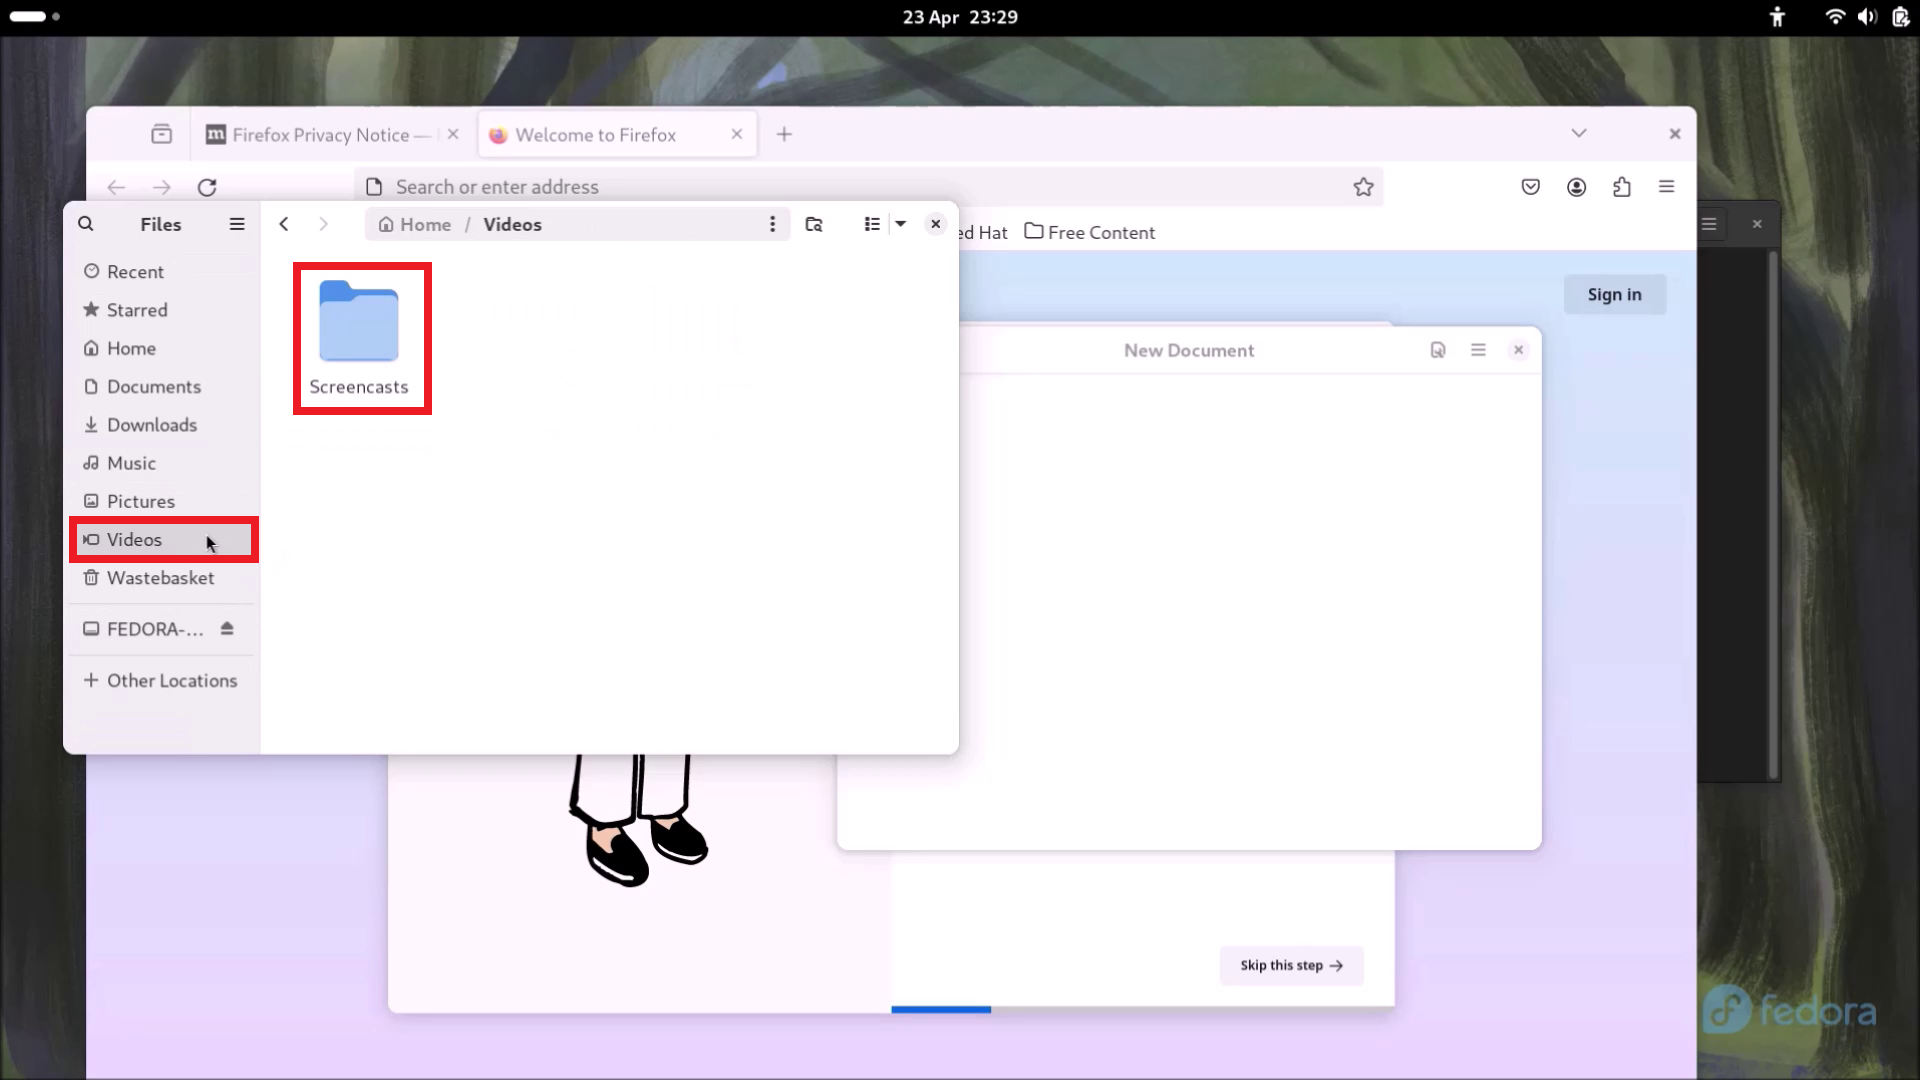 23 Apr 23:29
Firefox Privacy Notice —
Welcome to Firefox
Search or enter address
Files
Home / Videos
ed Hat
Free Content
Recent
Starred
Home
Documents
Downloads
Music
Pictures
Videos
Wastebasket
FEDORA-...
Other Locations
Screencasts
Sign in
New Document
Skip this step →
fedora